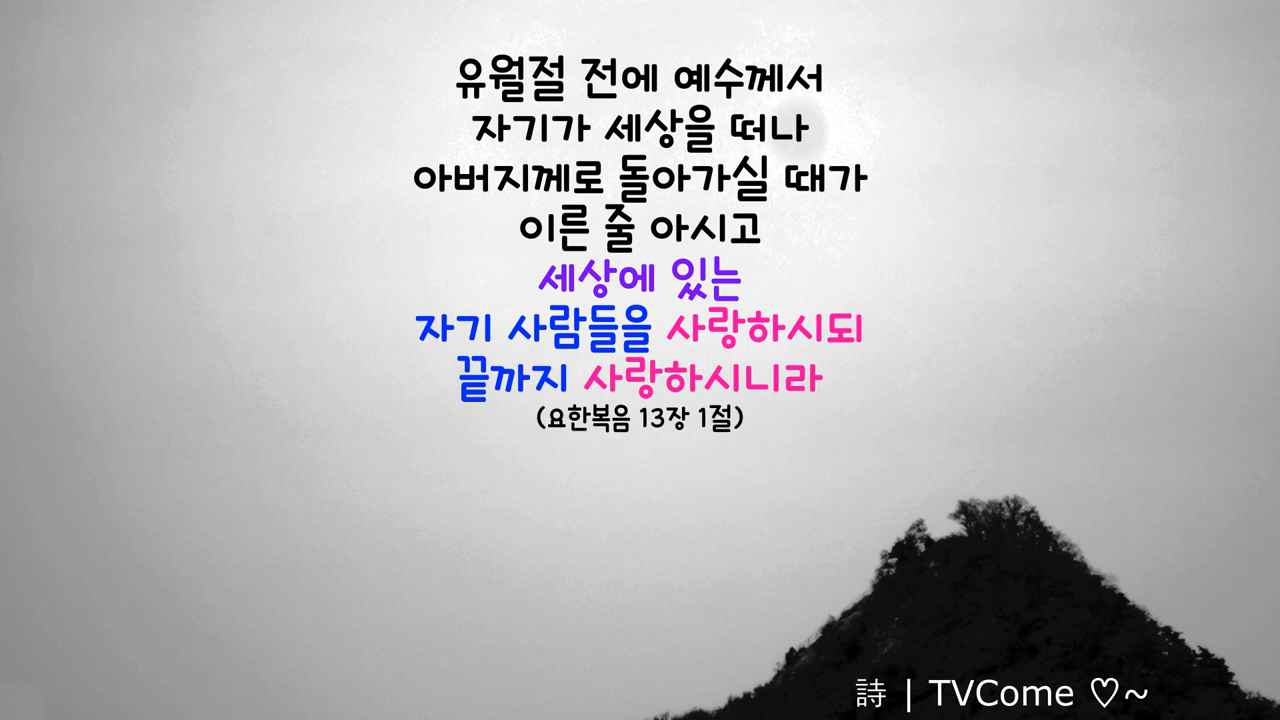 유월절 전에 예수께서
자기가 세상을 떠나
아버지께로 돌아가실 때가
이른 줄 아시고
세상에 있는
자기 사람들을 사랑하시되
끝까지 사랑하시니라
(요한복음 13장 1절)
詩 | TVCome ♡~